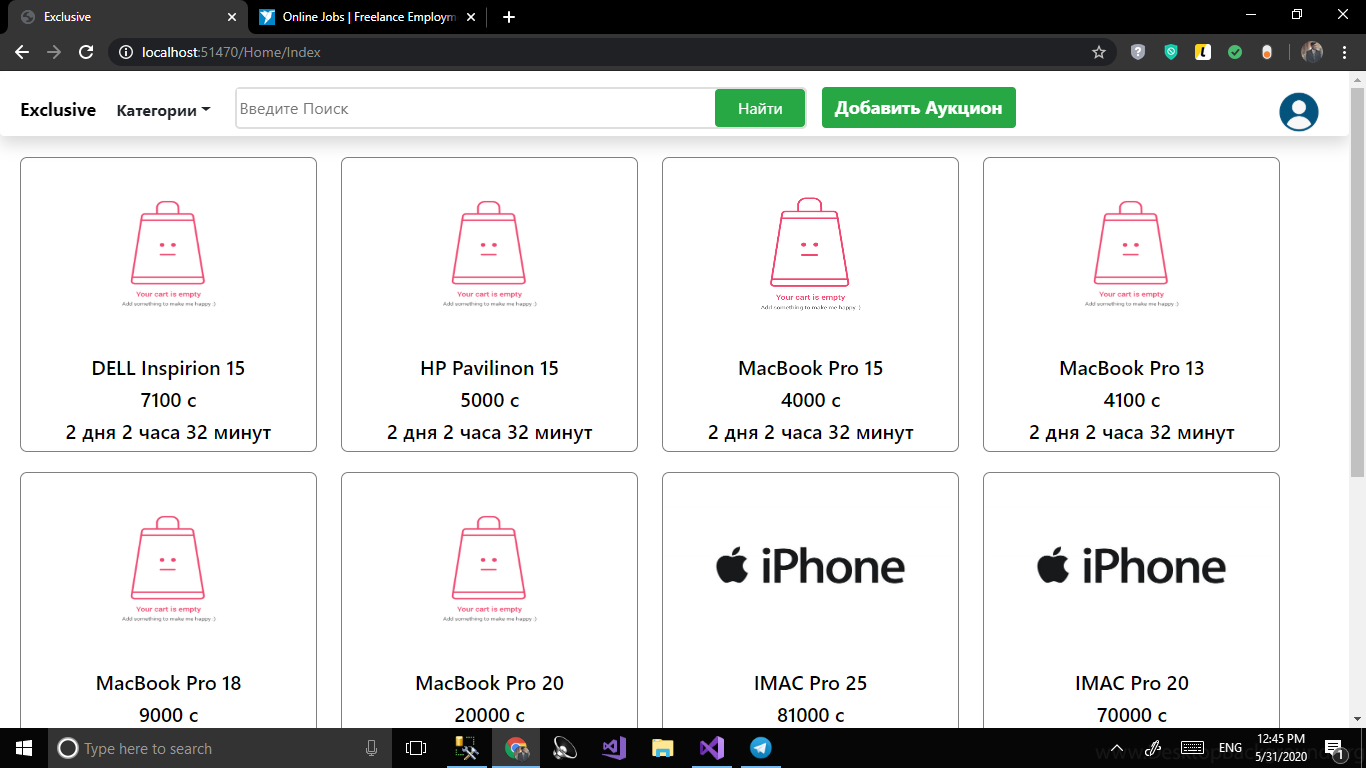 Exclusive
Online Jobs | Freelance Employm
localhost:51470/Home/Index
Exclusive Категории Введите Поиск Найти Добавить Аукцион
Your cart is empty Your cart is empty Your cart is empty Your cart is empty
Add something to make me happy :) Add something to make me happy :) Add something to make me happy :) Add something to make me happy :)
DELL Inspirion 15 HP Pavilinon 15 MacBook Pro 15 MacBook Pro 13
7100 с 5000 с 4000 с 4100 с
2 дня 2 часа 32 минут 2 дня 2 часа 32 минут 2 дня 2 часа 32 минут 2 дня 2 часа 32 минут
iPhone iPhone
Your cart is empty Your cart is empty
Add something to make me happy :) Add something to make me happy :)
MacBook Pro 18 MacBook Pro 20 IMAC Pro 25 IMAC Pro 20
9000 с 20000 с 81000 с 70000 с
Type here to search
ENG
12:45 PM
5/31/2020
1